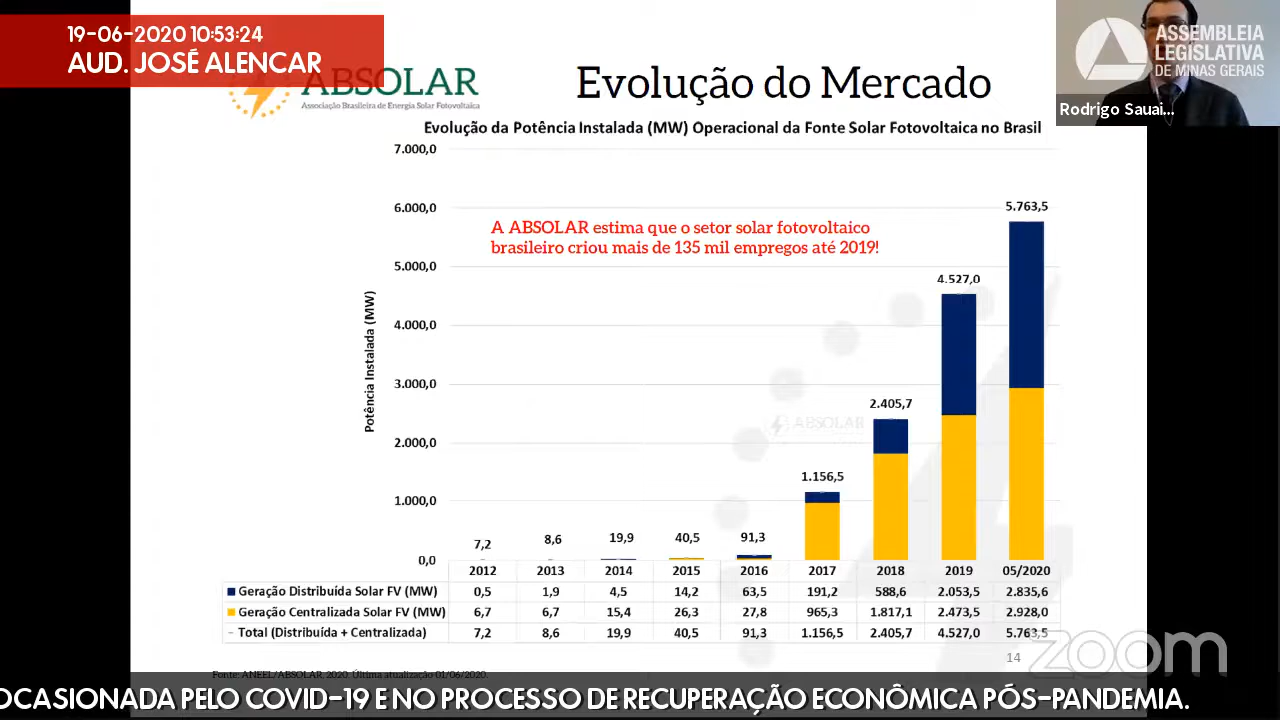 19-06-2020 10:53:24
AUD. JOSÉ ALENCAR
ABSOLAR
Associação Brasileira de Energia Solar Fotovoltaica
Evolução do Mercado
ASSEMBLEIA
LEGISLATIVA
DE MINAS GERAIS
Rodrigo Sauai...
Evolução da Potência Instalada (MW) Operacional da Fonte Solar Fotovoltaica no Brasil
7.000,0
6.000,0
5.000,0
4.000,0
3.000,0
2.000,0
1.000,0
0,0
Potência Instalada (MW)
A ABSOLAR estima que o setor solar fotovoltaico
brasileiro criou mais de 135 mil empregos até 2019!
ABSOLAR
7,2 8,6 19,9 40,5 91,3 1.156,5 2.405,7 4.527,0 5.763,5
2012 2013 2014 2015 2016 2017 2018 2019 05/2020
Geração Distribuída Solar FV (MW) 0,5 1,9 4,5 14,2 63,5 191,2 588,6 2.053,5 2.835,6
Geração Centralizada Solar FV (MW) 6,7 6,7 15,4 26,3 27,8 965,3 1.817,1 2.473,5 2.928,0
Total (Distribuída + Centralizada) 7,2 8,6 19,9 40,5 91,3 1.156,5 2.405,7 4.527,0 5.763,5
14
zoom
Fonte: ANEEL/ABSOLAR, 2020. Última atualização 01/06/2020.
OCASIONADA PELO COVID-19 E NO PROCESSO DE RECUPERAÇÃO ECONÔMICA PÓS-PANDEMIA.